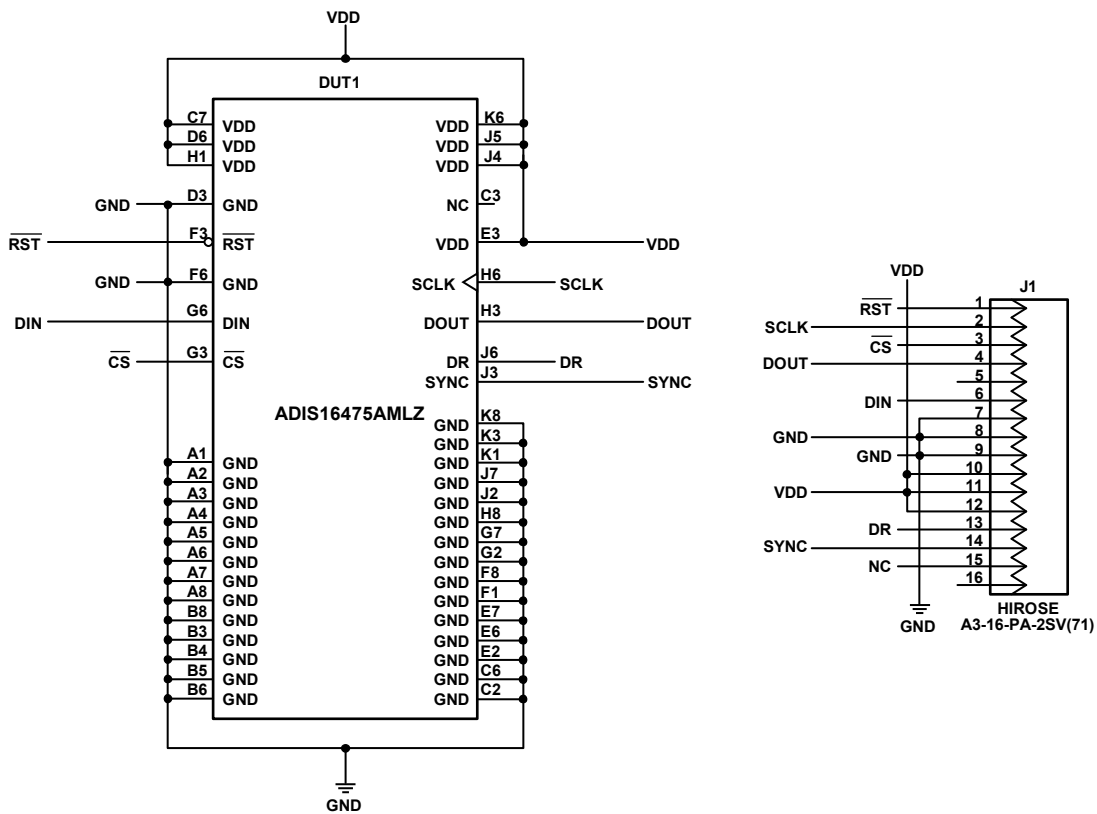 VDD
DUT1
C7 VDD
D6 VDD
H1 VDD
GND D3 GND
RST F3 RST
GND F6 GND
DIN G6 DIN
CS G3 CS
A1 GND
A2 GND
A3 GND
A4 GND
A5 GND
A6 GND
A7 GND
A8 GND
B8 GND
B3 GND
B4 GND
B5 GND
B6 GND
ADIS16475AMLZ
VDD K6
VDD J5
VDD J4
NC C3
VDD E3 VDD
SCLK H6 SCLK
DOUT H3 DOUT
DR J6 DR
SYNC J3 SYNC
GND K8
GND K3
GND K1
GND J7
GND J2
GND H8
GND G7
GND G2
GND F8
GND F1
GND E7
GND E6
GND E2
GND C6
GND C2
GND
VDD
J1
RST 1
SCLK 2
CS 3
DOUT 4
5
DIN 6
7
GND 8
GND 9
10
VDD 11
12
DR 13
SYNC 14
NC 15
16
GND
HIROSE
A3-16-PA-2SV(71)